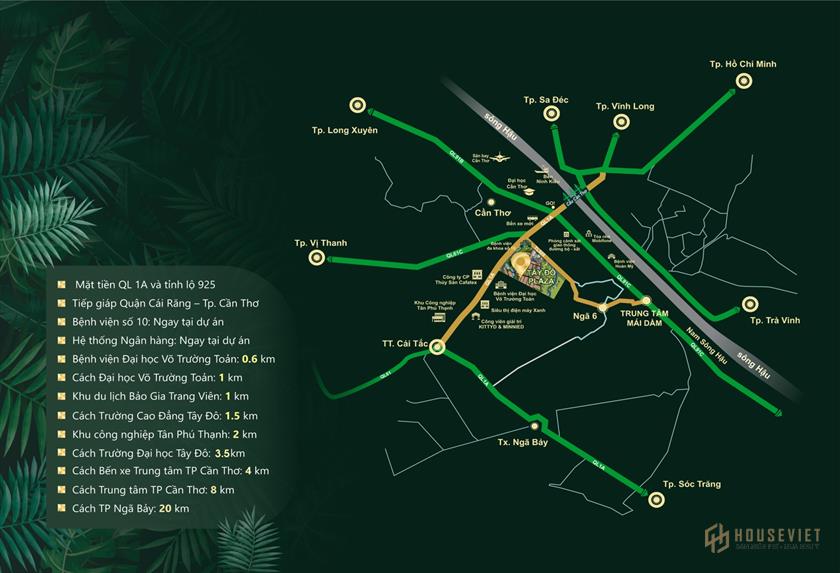 Mặt tiền QL 1A và tỉnh lộ 925
Tiếp giáp Quận Cái Răng – Tp. Cần Thơ
Bệnh viện số 10: Ngay tại dự án
Hệ thống Ngân hàng: Ngay tại dự án
Bệnh viện Đại học Võ Trường Toản: 0.6 km
Cách Đại học Võ Trường Toản: 1 km
Khu du lịch Bảo Gia Trang Viên: 1 km
Cách Trường Cao Đẳng Tây Đô: 1.5 km
Khu công nghiệp Tân Phú Thạnh: 2 km
Cách Trường Đại học Tây Đô: 3.5km
Cách Bến xe Trung tâm TP Cần Thơ: 4 km
Cách Trung tâm TP Cần Thơ: 8 km
Cách TP Ngã Bảy: 20 km
Tp. Hồ Chí Minh
Tp. Sa Đéc
Tp. Vĩnh Long
Tp. Long Xuyên
sông Hậu
QL91B
Sân bay
Cần Thơ
Bến
Ninh Kiều
Đại học
Cần Thơ
Cầu Cần Thơ
GO!
Cần Thơ
QL1A
Bến xe mới
Tp. Vị Thanh
QL61C
Bệnh viện
đa khoa số 10
Phòng cảnh sát
giao thông
đường bộ - sắt
Tòa nhà
Mobifone
Bệnh viện
Hoàn Mỹ
TÂY ĐÔ
PLAZA
Công ty CP
Thủy Sản Cafatex
QL1A
Bệnh viện Đại học
Võ Trường Toản
QL91C
Khu Công Nghiệp
TÂN PHÚ THẠNH
Siêu thị điện máy Xanh
Công viên giải trí
KITTYD & MINNIED
Ngã 6
TRUNG TÂM
MÁI DẦM
Tp. Trà Vinh
TT. Cái Tắc
Nam Sông Hậu
QL91C
sông Hậu
QL61
QL1A
Tx. Ngã Bảy
QL1A
Tp. Sóc Trăng
HOUSEVIET